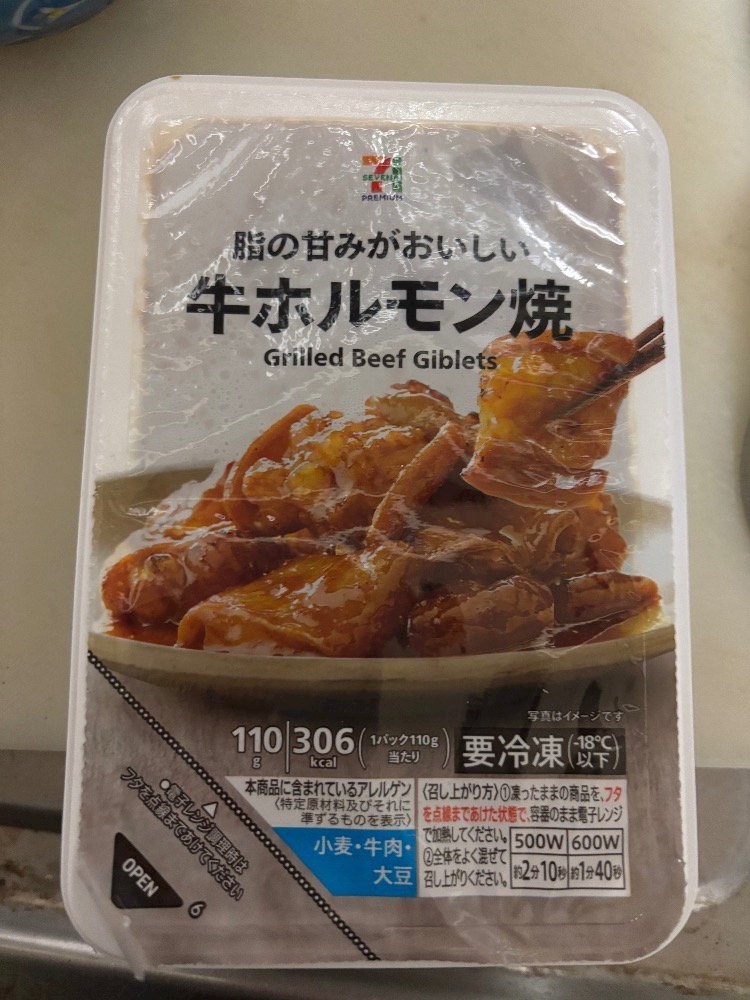 7
SEVEN&i
PREMIUM
脂の甘みがおいしい
牛ホルモン焼
Grilled Beef Giblets
写真はイメージです
110g 306kcal (1パック110g当たり)
要冷凍(-18℃以下)
本商品に含まれているアレルゲン
〈特定原材料及びそれに
準ずるものを表示〉
小麦・牛肉・
大豆
〈召し上がり方〉①凍ったままの商品を、フタ
を点線まであけた状態で、容器のまま電子レンジ
で加熱してください。
②全体をよく混ぜて
召し上がりください。
500W 600W
約2分10秒 約1分40秒
●電子レンジ調理時は
フタを点線まであけてください
OPEN
6